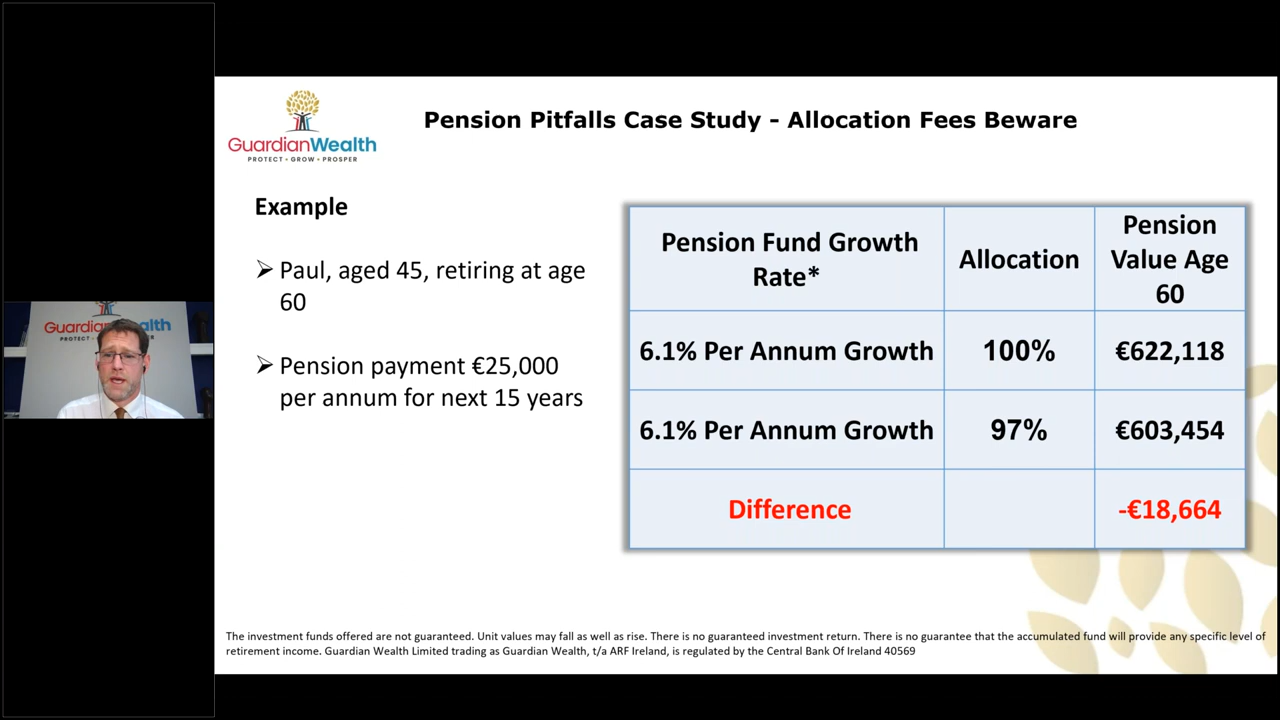 GuardianWealth
PROTECT • GROW • PROSPER
Pension Pitfalls Case Study - Allocation Fees Beware
Example
➢ Paul, aged 45, retiring at age
60
➢ Pension payment €25,000
per annum for next 15 years
Pension Fund Growth
Rate*
Allocation
Pension
Value Age
60
6.1% Per Annum Growth
100%
€622,118
6.1% Per Annum Growth
97%
€603,454
Difference
-€18,664
Guardian ealth
The investment funds offered are not guaranteed. Unit values may fall as well as rise. There is no guaranteed investment return. There is no guarantee that the accumulated fund will provide any specific level of
retirement income. Guardian Wealth Limited trading as Guardian Wealth, t/a ARF Ireland, is regulated by the Central Bank Of Ireland 40569